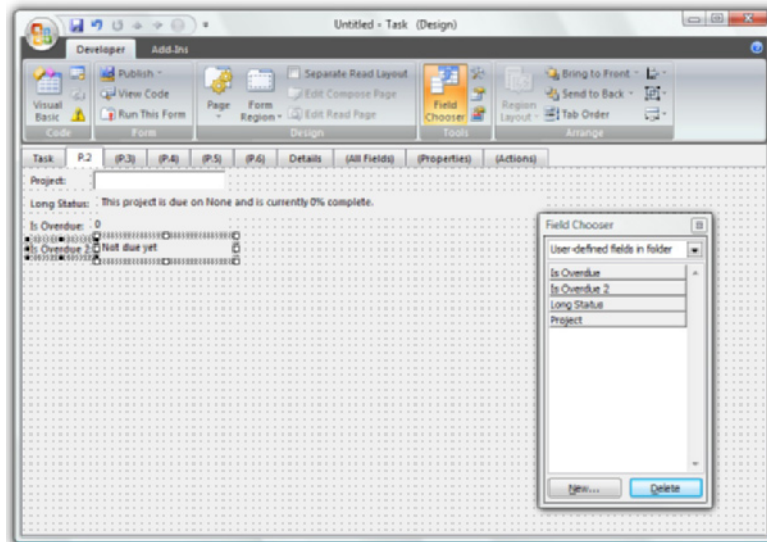 Untitled - Task (Design)
Developer Add-Ins
Visual Basic
Code
Publish
View Code
Run This Form
Form
Page
Form Region
Separate Read Layout
Edit Compose Page
Edit Read Page
Design
Field Chooser
Tools
Region Layout
Bring to Front
Send to Back
Tab Order
Arrange
Task P.2 (P.3) (P.4) (P.5) (P.6) Details (All Fields) (Properties) (Actions)
Project:
Long Status: This project is due on None and is currently 0% complete.
Is Overdue: 0
Is Overdue 2: Not due yet
Field Chooser
User-defined fields in folder
Is Overdue
Is Overdue 2
Long Status
Project
New... Delete